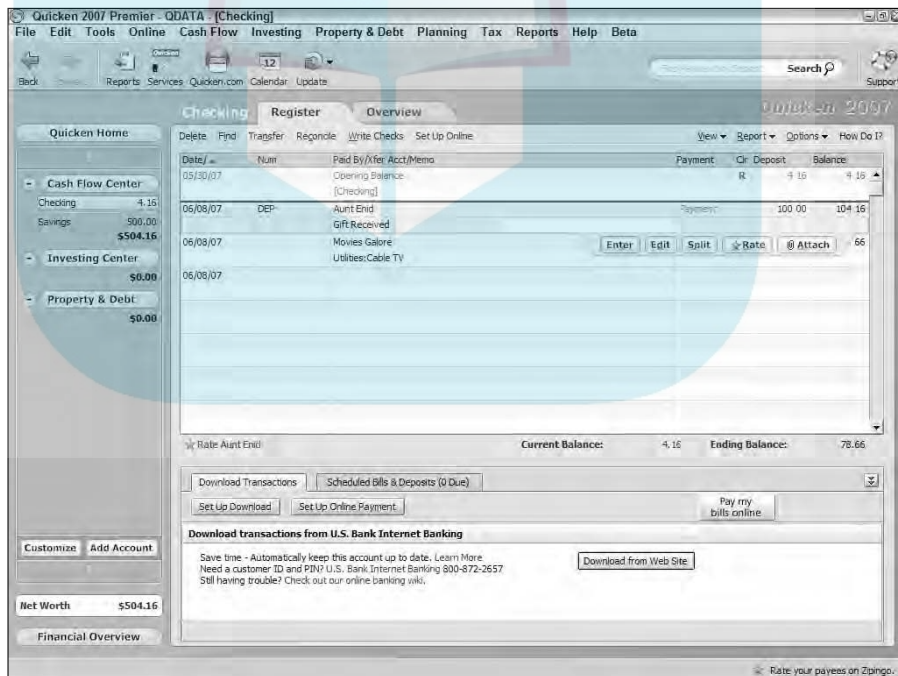 Quicken 2007 Premier - QDATA - [Checking]
File Edit Tools Online Cash Flow Investing Property & Debt Planning Tax Reports Help Beta
Back Reports Services Quicken.com 12 Calendar Update Search Support
Checking Register Overview Quicken 2007
Quicken Home
Delete Find Transfer Reconcile Write Checks Set Up Online View Report Options How Do I?
Date/ Num Paid By/Xfer Acct/Memo Payment Clr Deposit Balance
05/30/07 Opening Balance R 4 16 4 16
[Checking]
06/08/07 DEP Aunt Enid Payment 100 00 104 16
Gift Received
06/08/07 Movies Galore Enter Edit Split Rate Attach 66
Utilities:Cable TV
06/08/07
Cash Flow Center
Checking 4.16
Savings 500.00
$504.16
Investing Center
$0.00
Property & Debt
$0.00
Rate Aunt Enid Current Balance: 4.16 Ending Balance: 78.66
Download Transactions Scheduled Bills & Deposits (0 Due)
Set Up Download Set Up Online Payment Pay my bills online
Download transactions from U.S. Bank Internet Banking
Save time - Automatically keep this account up to date. Learn More Download from Web Site
Need a customer ID and PIN? U.S. Bank Internet Banking 800-872-2657
Still having trouble? Check out our online banking wiki.
Customize Add Account
Net Worth $504.16
Financial Overview
Rate your payees on Zipingo.